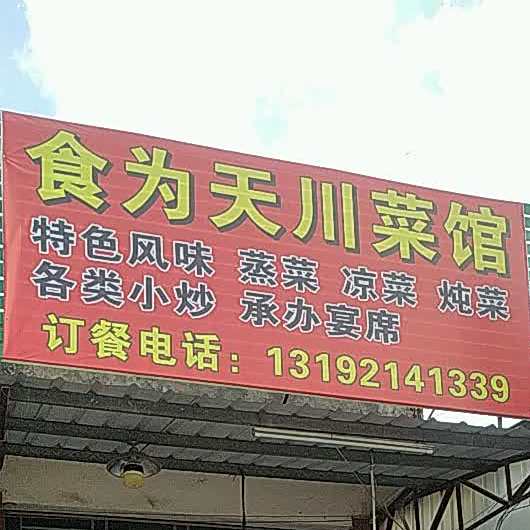 食为天川菜馆
特色风味 蒸菜 凉菜 炖菜
各类小炒 承办宴席
订餐电话：13192141339